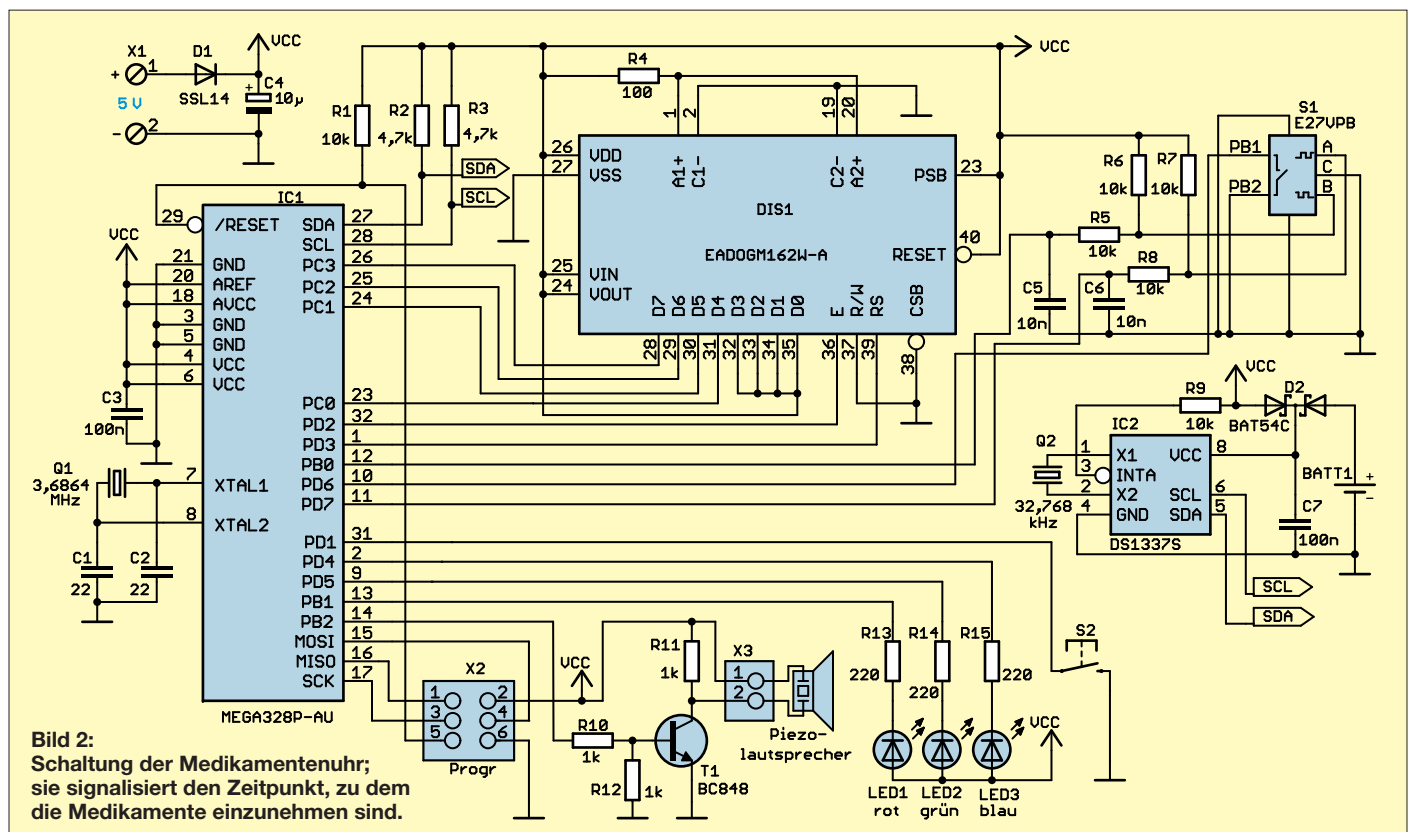 X1
1
+
5 V
-
2
D1
SSL14
VCC
+
C4
10µ
R1
10k
R2
4,7k
R3
4,7k
SDA
SCL
R4
100
VCC
1
2
19
20
A1+
C1-
C2-
A2+
26
VDD
27
VSS
PSB
23
DIS1
EADOGM162W-A
RESET
40
25
VIN
24
VOUT
D7
D6
D5
D4
D3
D2
D1
D0
E
R/W
RS
CSB
28
29
30
31
32
33
34
35
36
37
39
38
S1
E27VPB
PB1
PB2
A
C
B
R6
10k
R7
10k
R5
10k
R8
10k
C5
10n
C6
10n
IC1
29
/RESET
VCC
21
GND
20
AREF
18
AVCC
3
GND
5
GND
4
VCC
6
VCC
C3
100n
Q1
3,6864
MHz
7
XTAL1
8
XTAL2
C1
22
C2
22
SDA
27
SCL
28
PC3
26
PC2
25
PC1
24
PC0
23
PD2
32
PD3
1
PB0
12
PD6
10
PD7
11
PD1
31
PD4
2
PD5
9
PB1
13
PB2
14
MOSI
15
MISO
16
SCK
17
MEGA328P-AU
VCC
R9
10k
D2
BAT54C
IC2
Q2
32,768
kHz
1
X1
3
INTA
2
X2
4
GND
VCC
8
SCL
6
SDA
5
DS1337S
BATT1
+
-
C7
100n
SCL
SDA
X2
1
2
3
4
5
6
Progr
VCC
R10
1k
R11
1k
R12
1k
T1
BC848
X3
1
2
Piezo-
lautsprecher
R13
220
R14
220
R15
220
S2
VCC
LED1
rot
LED2
grün
LED3
blau
Bild 2:
Schaltung der Medikamentenuhr;
sie signalisiert den Zeitpunkt, zu dem
die Medikamente einzunehmen sind.